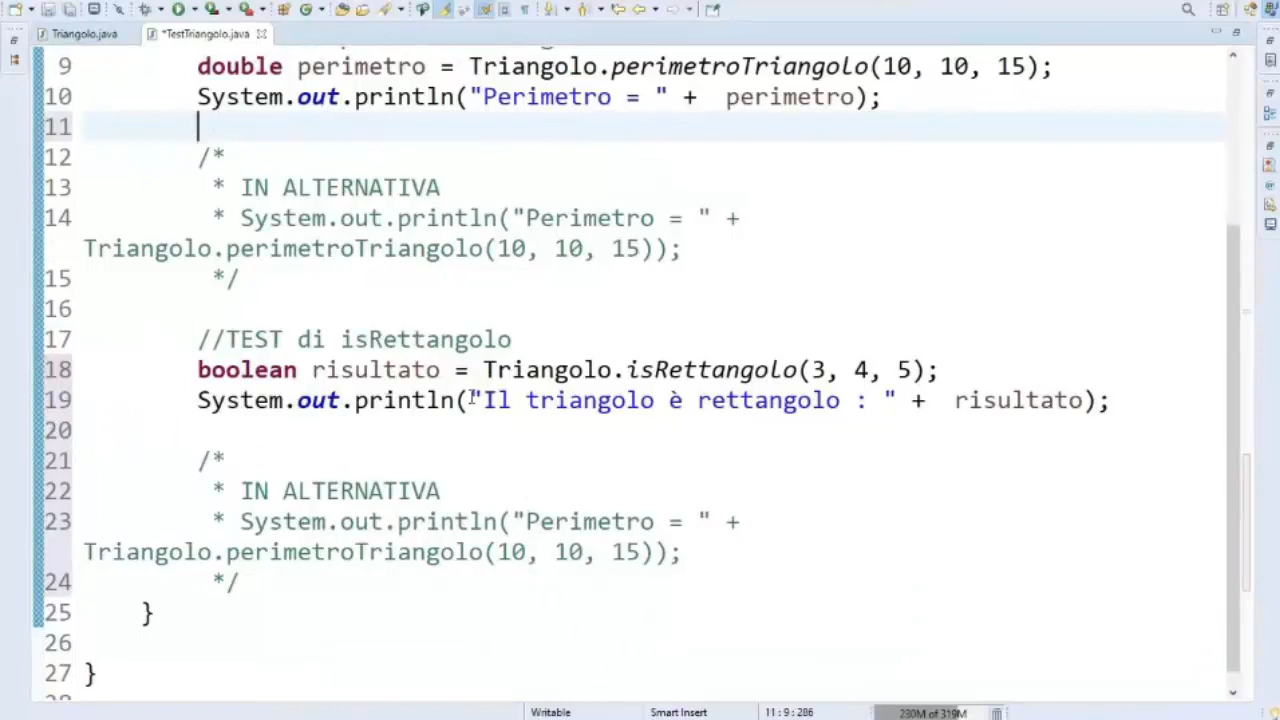 Triangolo.java
*TestTriangolo.java
9 double perimetro = Triangolo.perimetroTriangolo(10, 10, 15);
10 System.out.println("Perimetro = " +  perimetro);
11
12 /*
13 * IN ALTERNATIVA
14 * System.out.println("Perimetro = " +
Triangolo.perimetroTriangolo(10, 10, 15));
15 */
16
17 //TEST di isRettangolo
18 boolean risultato = Triangolo.isRettangolo(3, 4, 5);
19 System.out.println("Il triangolo è rettangolo : " +  risultato);
20
21 /*
22 * IN ALTERNATIVA
23 * System.out.println("Perimetro = " +
Triangolo.perimetroTriangolo(10, 10, 15));
24 */
25 }
26
27 }
Writable
Smart Insert
11 : 9 : 286
230M of 319M